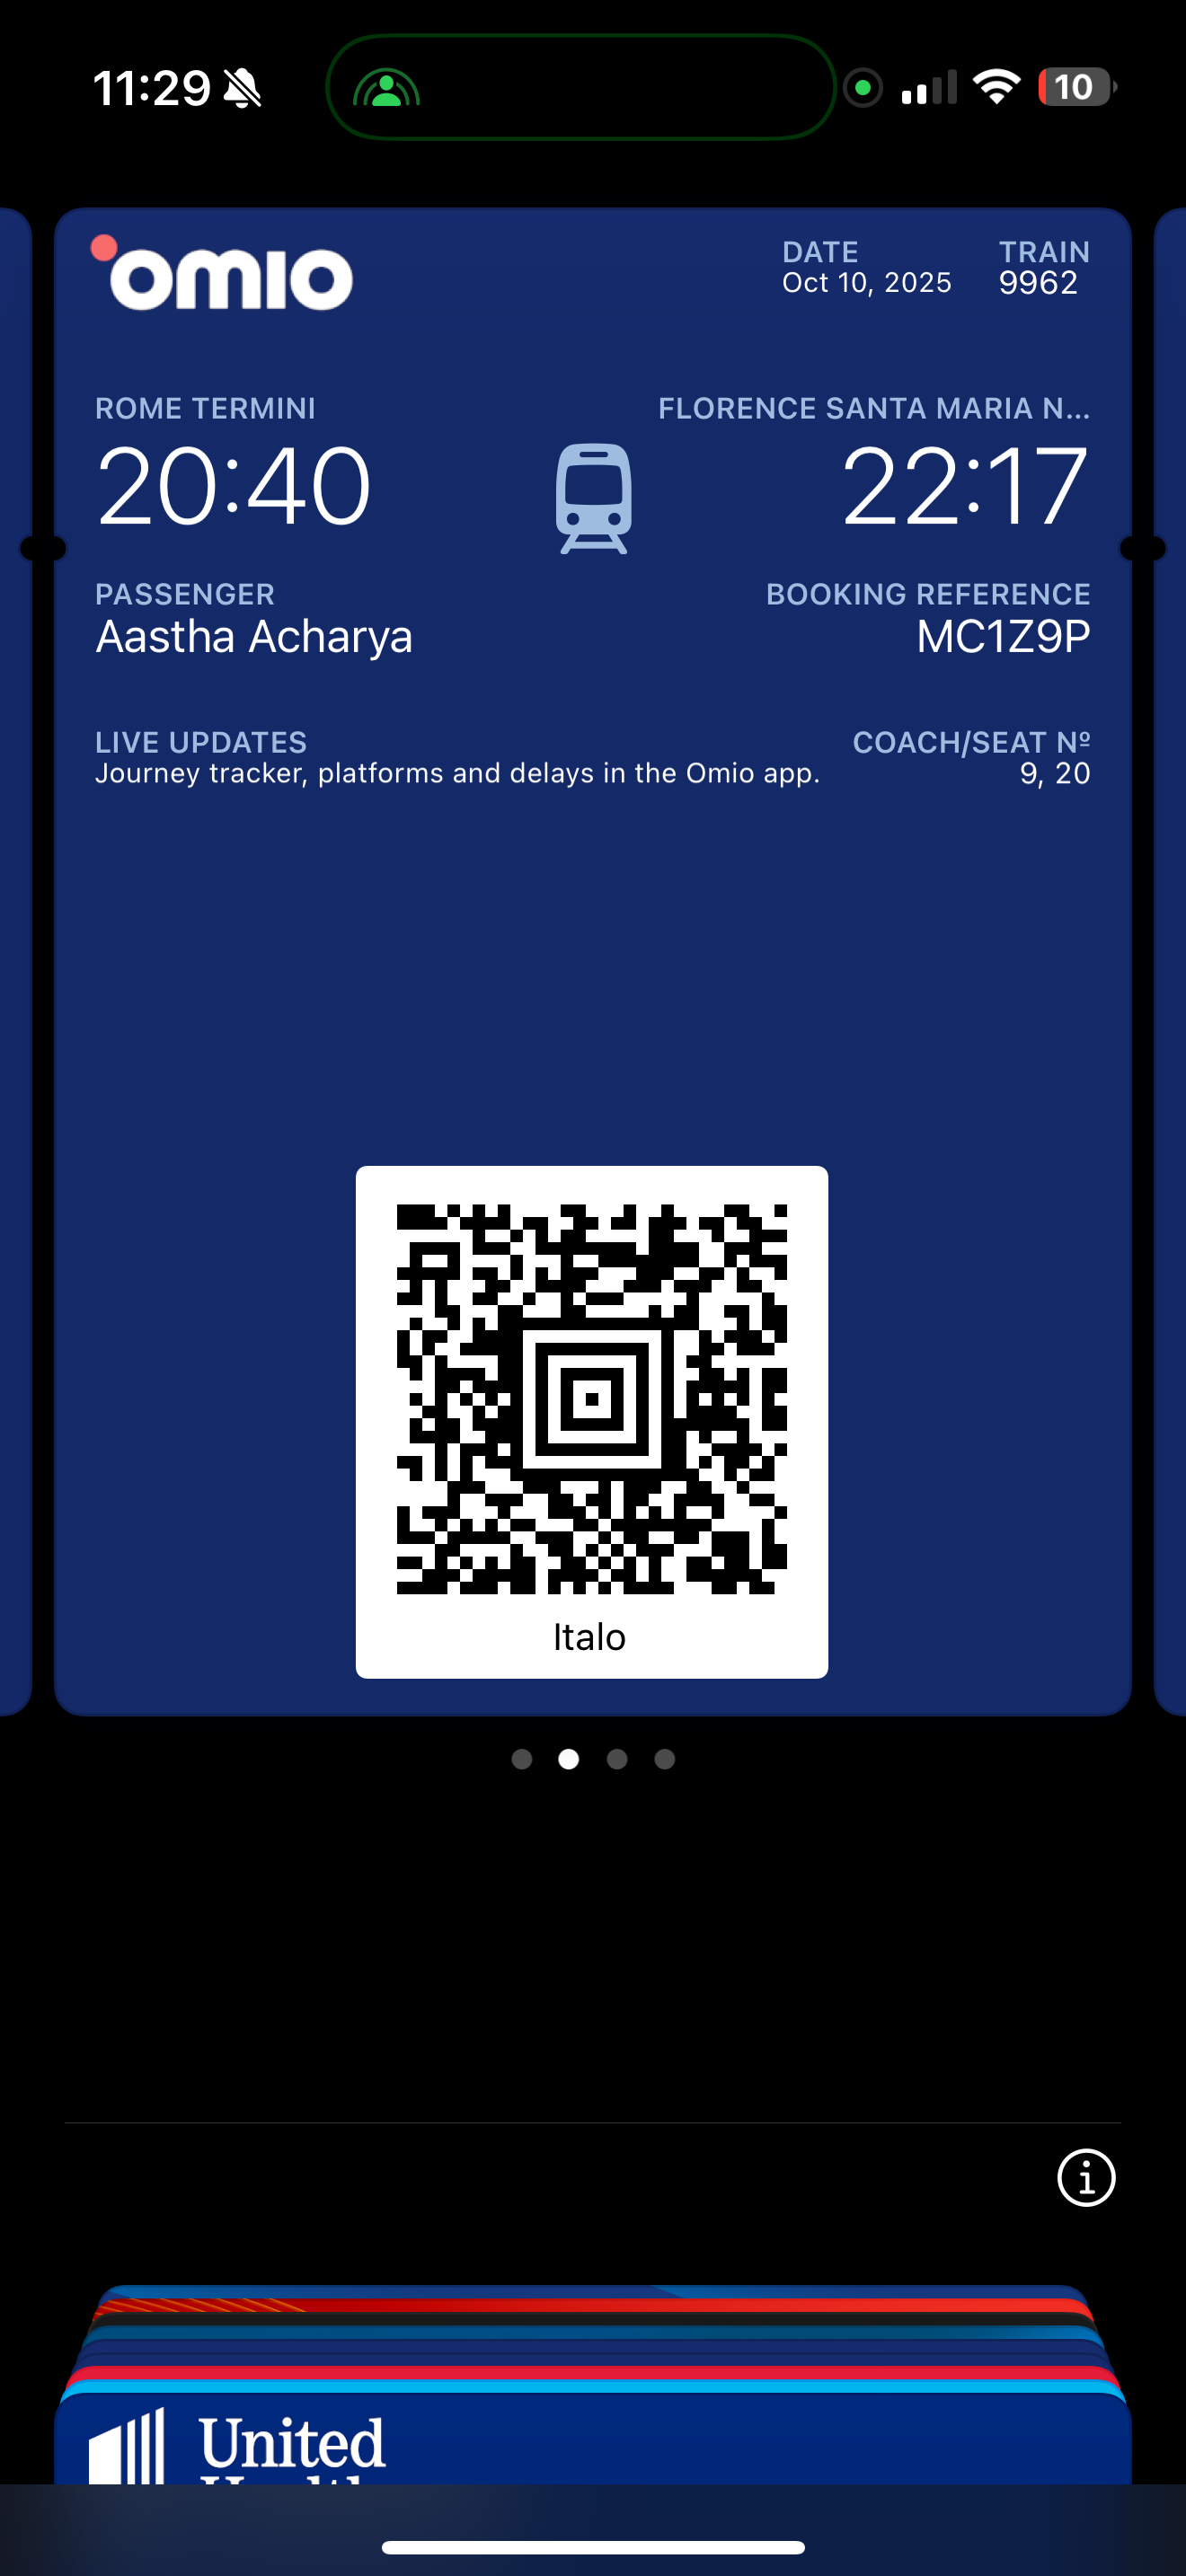 11:29
10
omio
DATE TRAIN
Oct 10, 2025 9962
ROME TERMINI FLORENCE SANTA MARIA N...
20:40 22:17
PASSENGER BOOKING REFERENCE
Aastha Acharya MC1Z9P
LIVE UPDATES COACH/SEAT Nº
Journey tracker, platforms and delays in the Omio app. 9, 20
Italo
United